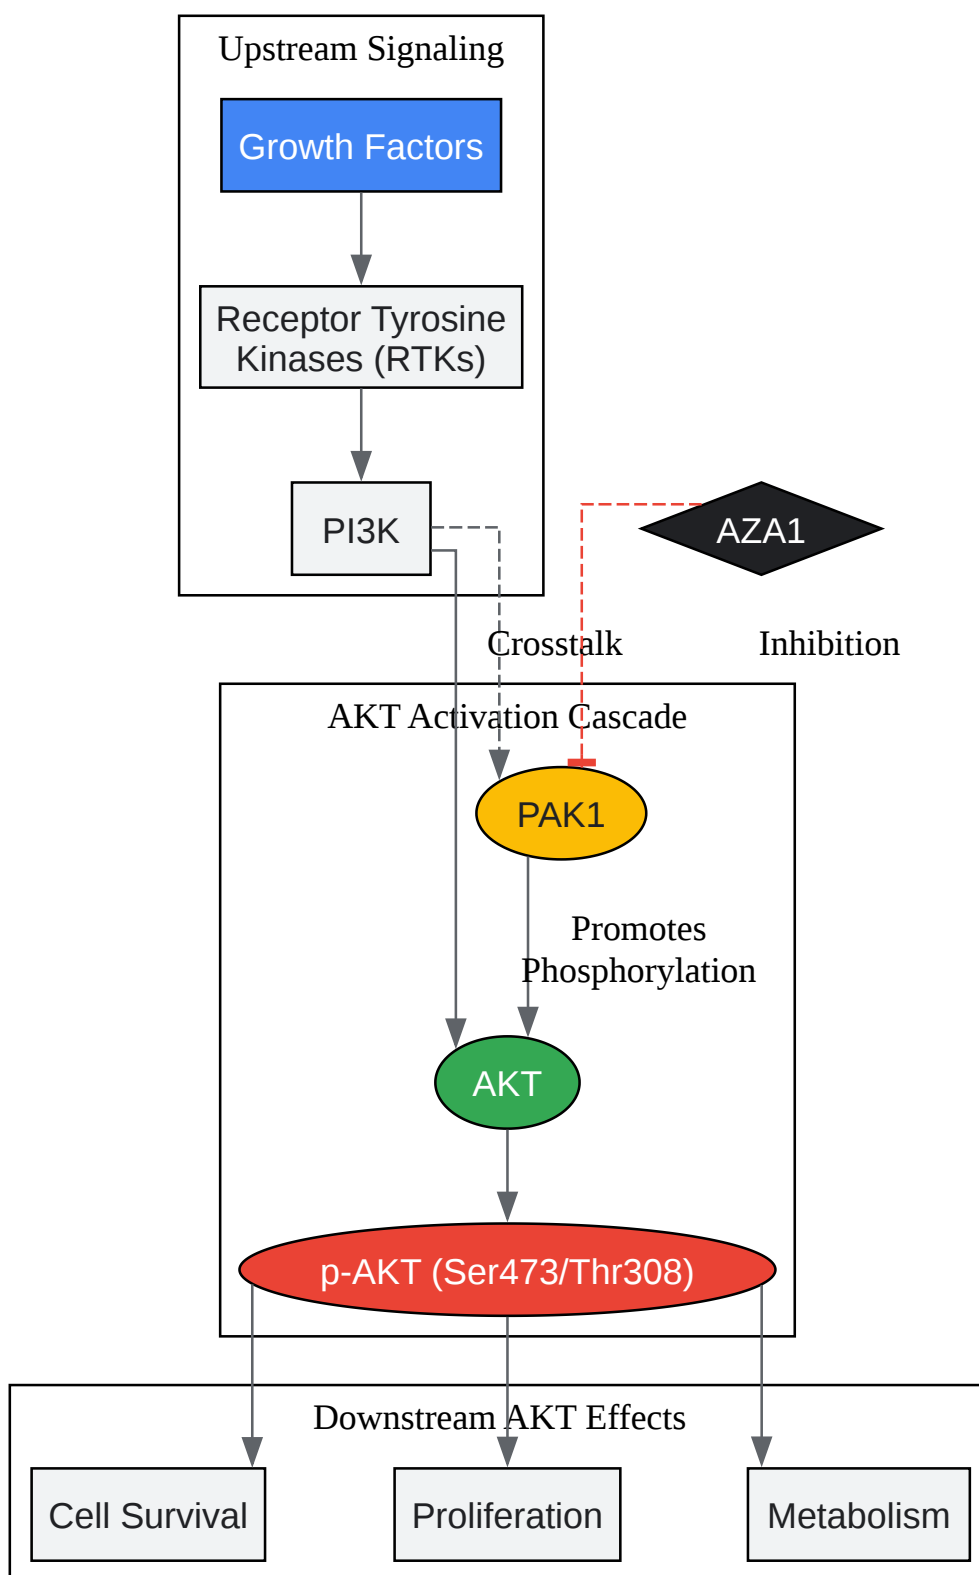 Upstream Signaling
Growth Factors
Receptor Tyrosine
Kinases (RTKs)
PI3K
AZA1
Crosstalk
Inhibition
AKT Activation Cascade
PAK1
Promotes
Phosphorylation
AKT
p-AKT (Ser473/Thr308)
Downstream AKT Effects
Cell Survival
Proliferation
Metabolism